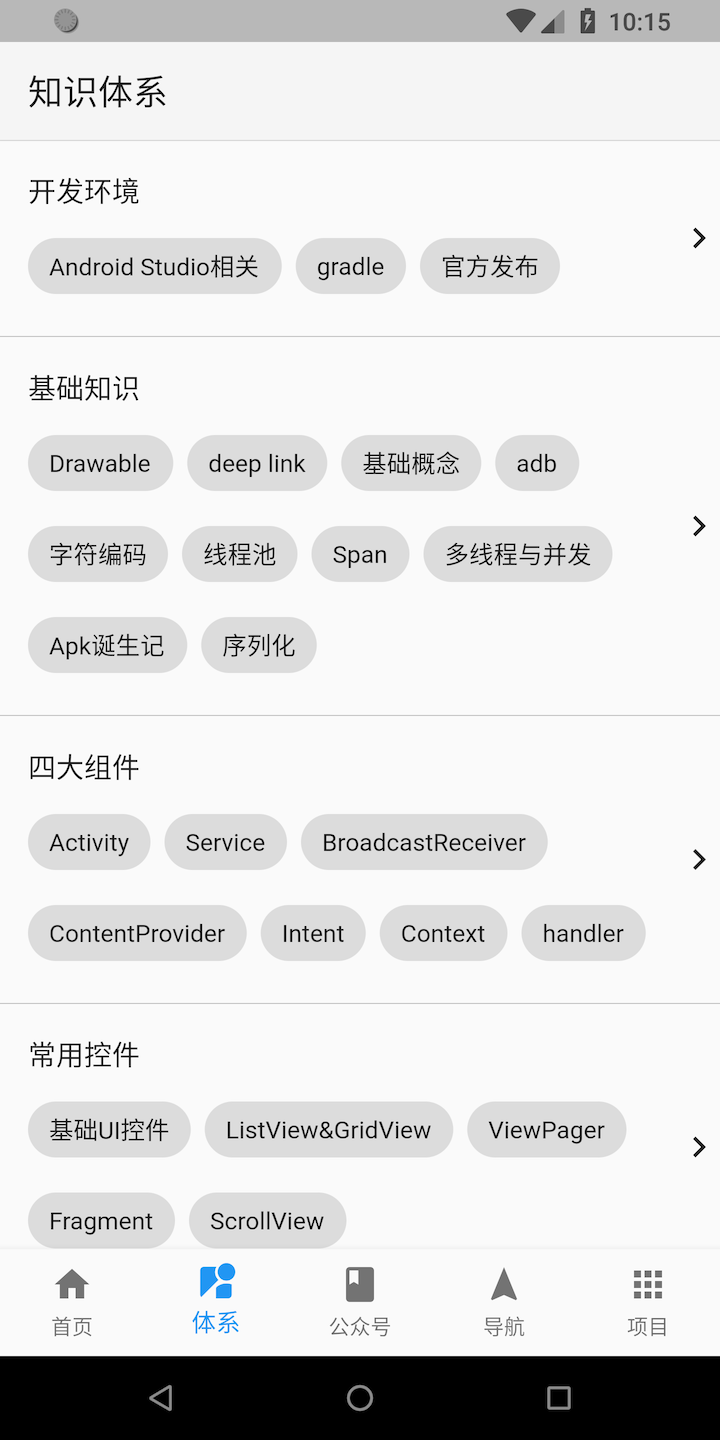 10:15
知识体系
开发环境
Android Studio相关 gradle 官方发布
基础知识
Drawable deep link 基础概念 adb
字符编码 线程池 Span 多线程与并发
Apk诞生记 序列化
四大组件
Activity Service BroadcastReceiver
ContentProvider Intent Context handler
常用控件
基础UI控件 ListView&GridView ViewPager
Fragment ScrollView
首页 体系 公众号 导航 项目